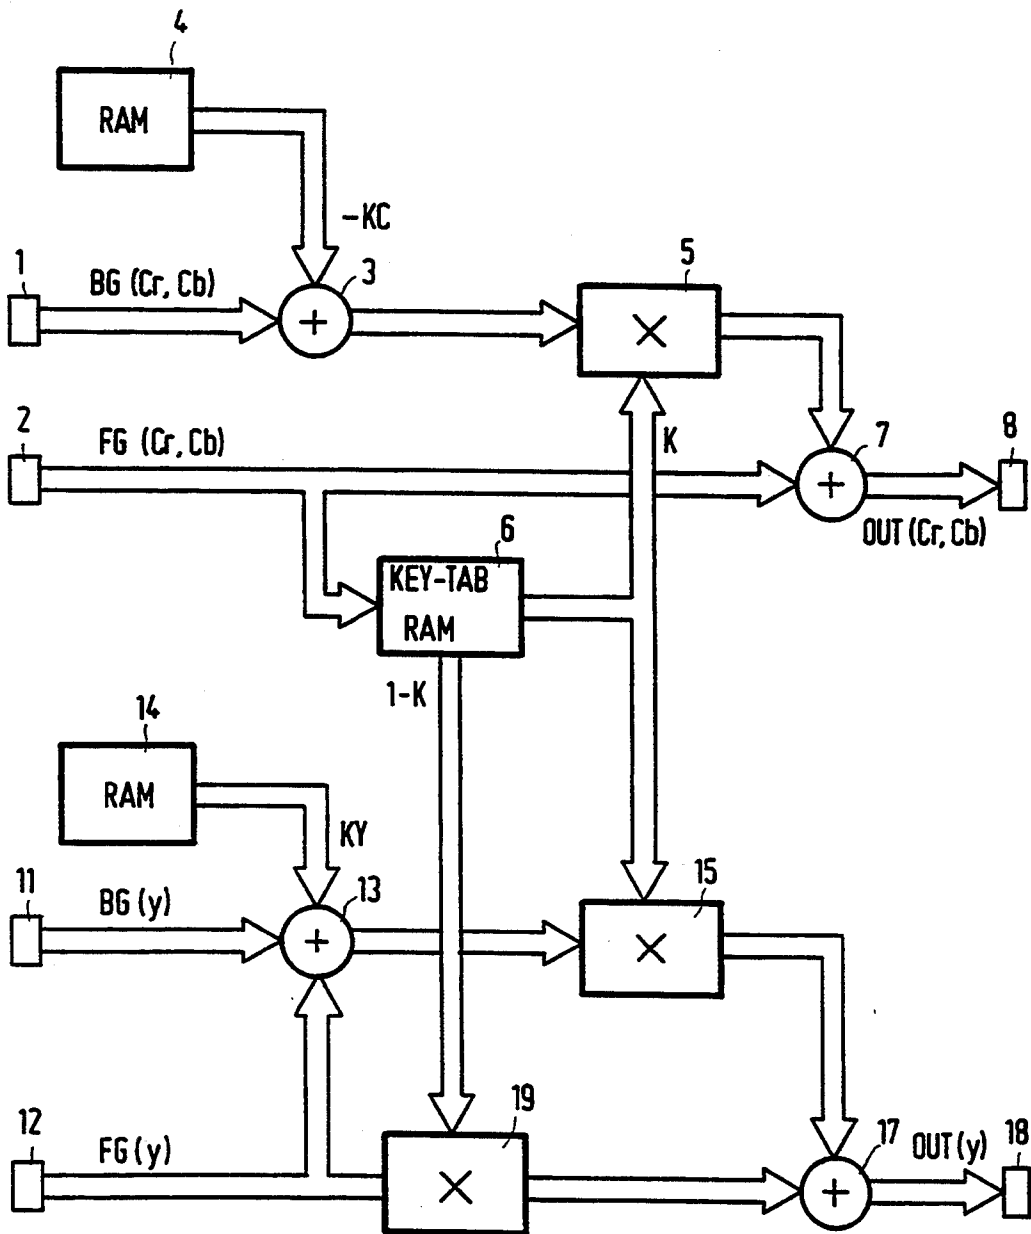 4
RAM
-KC
1
BG (Cr, Cb)
3
+
5
×
2
FG (Cr, Cb)
K
7
+
8
OUT (Cr, Cb)
6
KEY-TAB
RAM
1-K
14
RAM
KY
11
BG (y)
13
+
15
×
12
FG (y)
19
×
17
+
OUT (y)
18